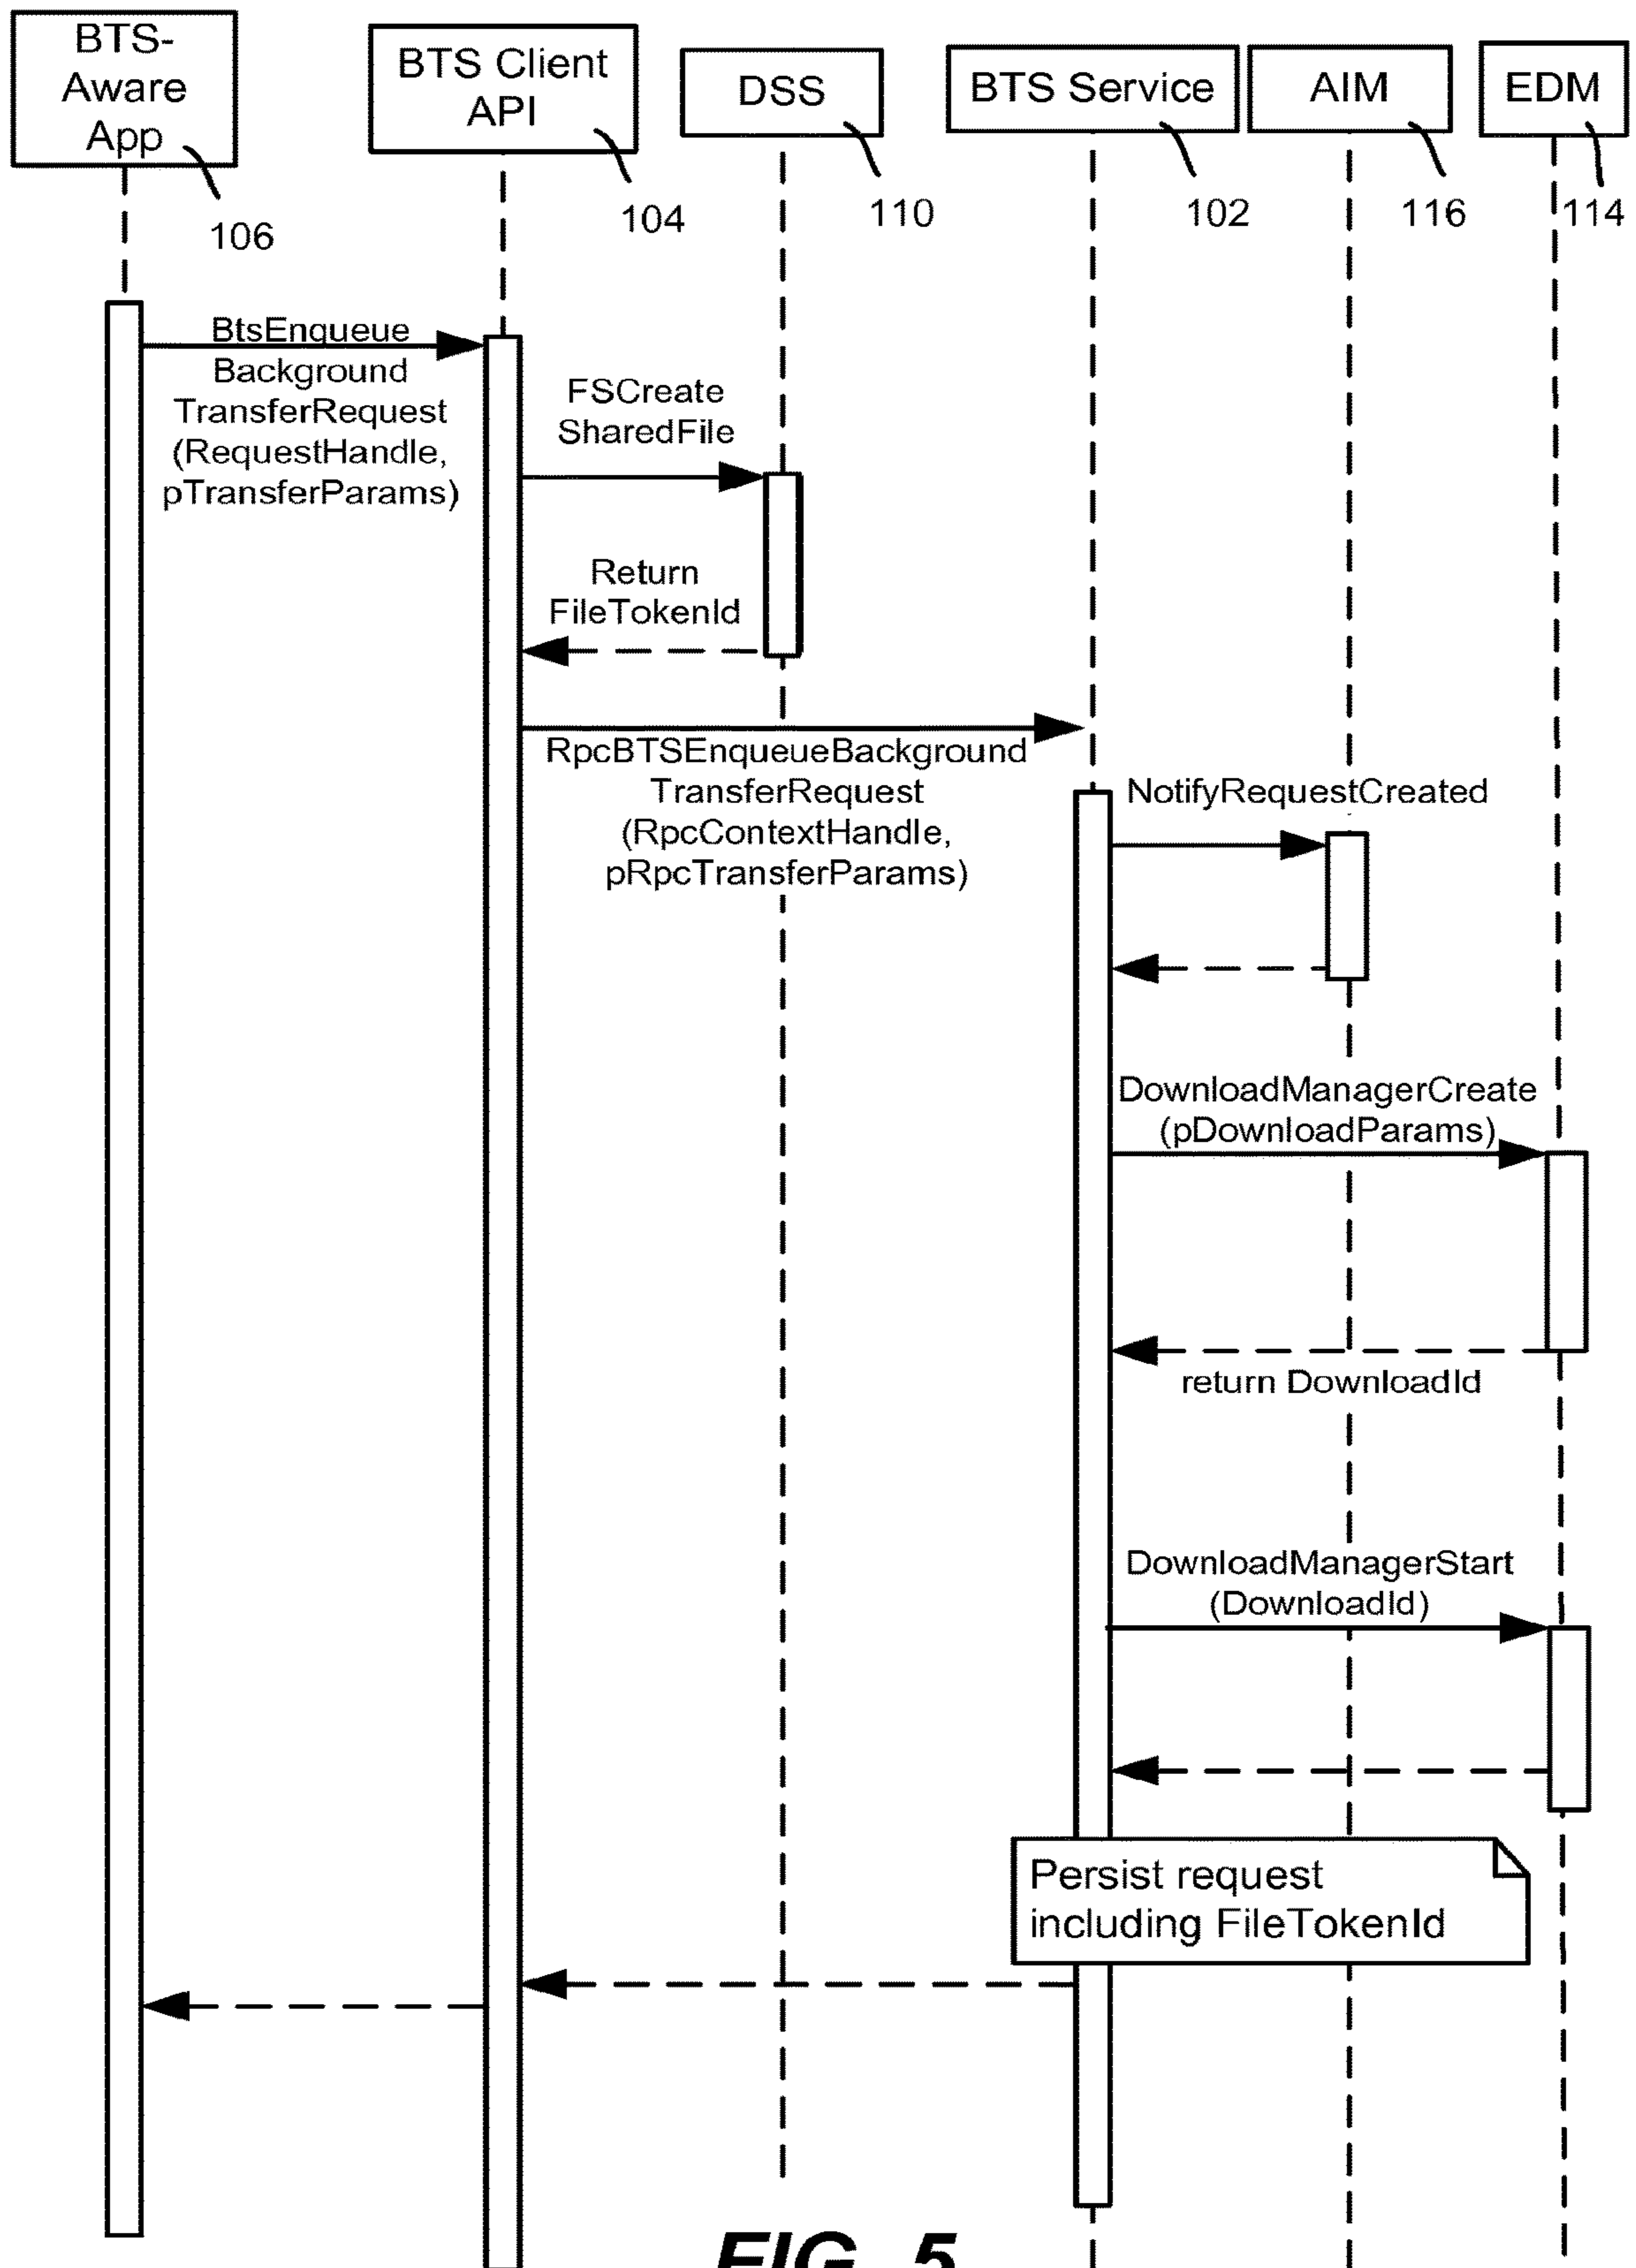 BTS-
Aware
App
BTS Client
API
DSS
BTS Service
AIM
EDM
106
104
110
102
116
114
BtsEnqueue
Background
TransferRequest
(RequestHandle,
pTransferParams)
FSCreate
SharedFile
Return
FileTokenId
RpcBTSEnqueueBackground
TransferRequest
(RpcContextHandle,
pRpcTransferParams)
NotifyRequestCreated
DownloadManagerCreate
(pDownloadParams)
return DownloadId
DownloadManagerStart
(DownloadId)
Persist request
including FileTokenId
FIG. 5